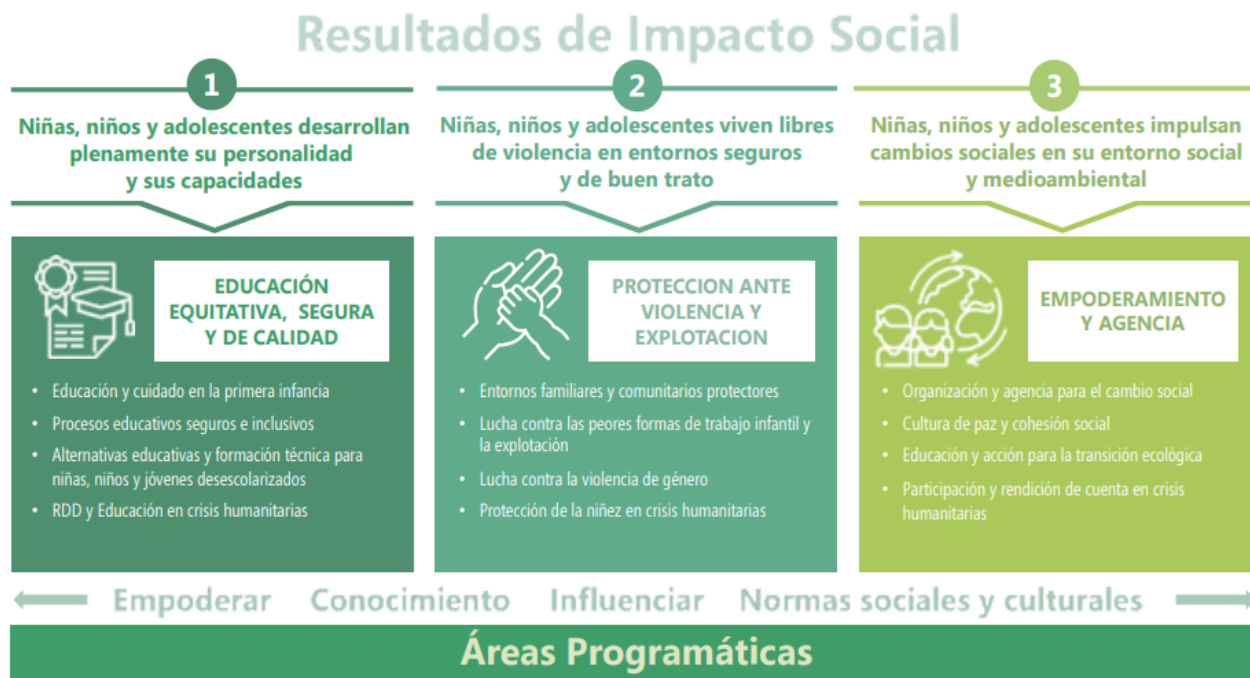 Resultados de Impacto Social
1
Niñas, niños y adolescentes desarrollan
plenamente su personalidad
y sus capacidades
EDUCACIÓN
EQUITATIVA, SEGURA
Y DE CALIDAD
• Educación y cuidado en la primera infancia
• Procesos educativos seguros e inclusivos
• Alternativas educativas y formación técnica para
niñas, niños y jóvenes desescolarizados
• RDD y Educación en crisis humanitarias
2
Niñas, niños y adolescentes viven libres
de violencia en entornos seguros
y de buen trato
PROTECCION ANTE
VIOLENCIA Y
EXPLOTACION
• Entornos familiares y comunitarios protectores
• Lucha contra las peores formas de trabajo infantil y
la explotación
• Lucha contra la violencia de género
• Protección de la niñez en crisis humanitarias
3
Niñas, niños y adolescentes impulsan
cambios sociales en su entorno social
y medioambiental
EMPODERAMIENTO
Y AGENCIA
• Organización y agencia para el cambio social
• Cultura de paz y cohesión social
• Educación y acción para la transición ecológica
• Participación y rendición de cuenta en crisis
humanitarias
Empoderar Conocimiento Influenciar Normas sociales y culturales
Áreas Programáticas